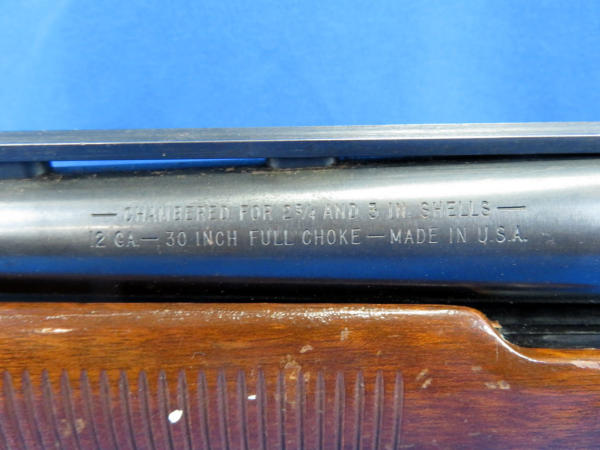 — CHAMBERED FOR 2¾ AND 3 IN. SHELLS —
12 GA. — 30 INCH FULL CHOKE — MADE IN U.S.A.